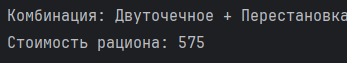 Комбинация: Двуточечное + Перестановка
Стоимость рациона: 575